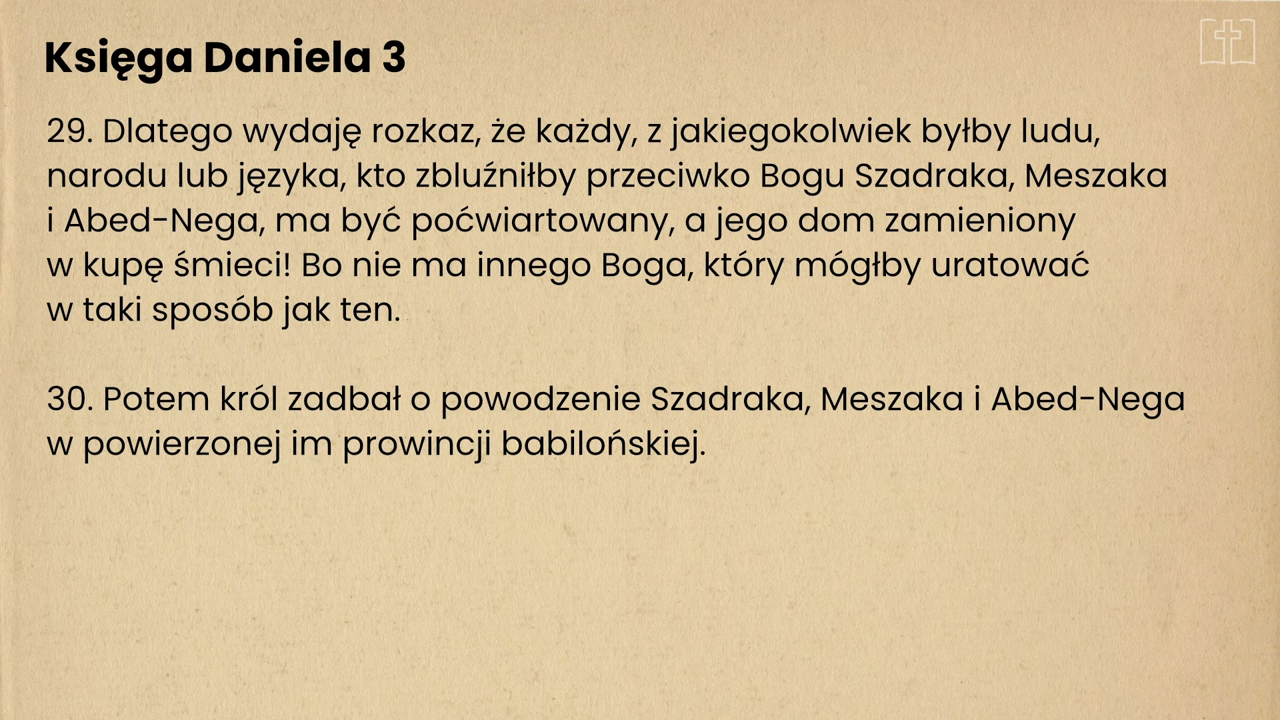 Księga Daniela 3
29. Dlatego wydaję rozkaz, że każdy, z jakiegokolwiek byłby ludu,
narodu lub języka, kto zbluźniłby przeciwko Bogu Szadraka, Meszaka
i Abed-Nega, ma być poćwiartowany, a jego dom zamieniony
w kupę śmieci! Bo nie ma innego Boga, który mógłby uratować
w taki sposób jak ten.
30. Potem król zadbał o powodzenie Szadraka, Meszaka i Abed-Nega
w powierzonej im prowincji babilońskiej.